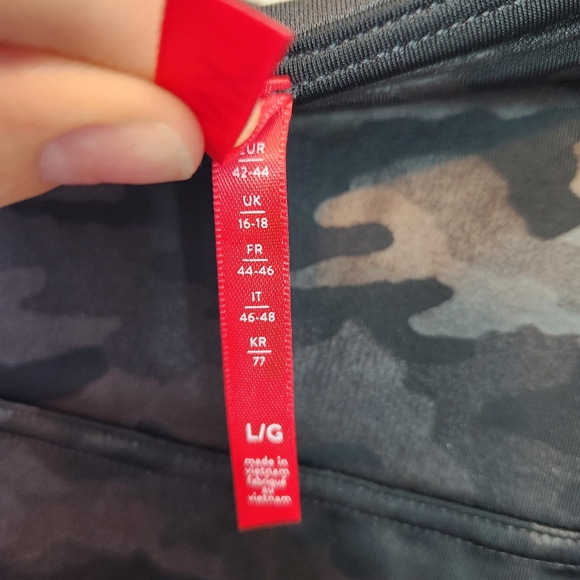 EUR
42-44
UK
16-18
FR
44-46
IT
46-48
KR
77
L/G
made in
vietnam
fabriqué
au
vietnam